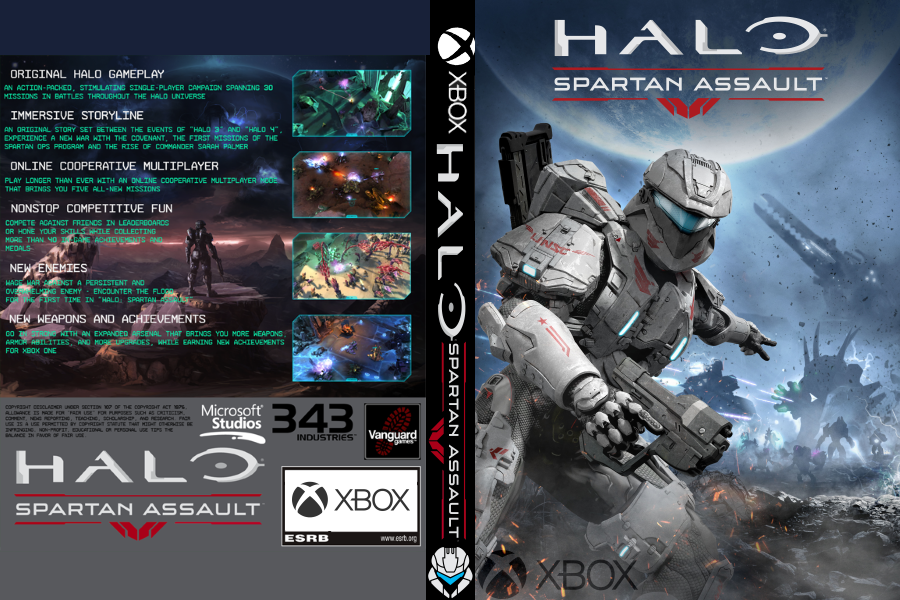 ORIGINAL HALO GAMEPLAY
AN ACTION-PACKED, STIMULATING SINGLE-PLAYER CAMPAIGN SPANNING 30
MISSIONS IN BATTLES THROUGHOUT THE HALO UNIVERSE
IMMERSIVE STORYLINE
AN ORIGINAL STORY SET BETWEEN THE EVENTS OF "HALO 3" AND "HALO 4",
EXPERIENCE A NEW WAR WITH THE COVENANT, THE FIRST MISSIONS OF THE
SPARTAN OPS PROGRAM AND THE RISE OF COMMANDER SARAH PALMER
ONLINE COOPERATIVE MULTIPLAYER
PLAY LONGER THAN EVER WITH AN ONLINE COOPERATIVE MULTIPLAYER MODE
THAT BRINGS YOU FIVE ALL-NEW MISSIONS
NONSTOP COMPETITIVE FUN
COMPETE AGAINST FRIENDS IN LEADERBOARDS
OR HONE YOUR SKILLS WHILE COLLECTING
MORE THAN 40 IN-GAME ACHIEVEMENTS AND
MEDALS
NEW ENEMIES
WAGE WAR AGAINST A PERSISTENT AND
OVERWHELMING ENEMY - ENCOUNTER THE FLOOD
FOR THE FIRST TIME IN "HALO: SPARTAN ASSAULT"
NEW WEAPONS AND ACHIEVEMENTS
GO IN STRONG WITH AN EXPANDED ARSENAL THAT BRINGS YOU MORE WEAPONS,
ARMOR ABILITIES, AND MORE UPGRADES, WHILE EARNING NEW ACHIEVEMENTS
FOR XBOX ONE
COPYRIGHT DISCLAIMER UNDER SECTION 107 OF THE COPYRIGHT ACT 1976,
ALLOWANCE IS MADE FOR "FAIR USE" FOR PURPOSES SUCH AS CRITICISM,
COMMENT, NEWS REPORTING, TEACHING, SCHOLARSHIP, AND RESEARCH. FAIR
USE IS A USE PERMITTED BY COPYRIGHT STATUTE THAT MIGHT OTHERWISE BE
INFRINGING. NON-PROFIT, EDUCATIONAL OR PERSONAL USE TIPS THE
BALANCE IN FAVOR OF FAIR USE.
Microsoft®
Studios
343
INDUSTRIES™
Vanguard
games
HALO
SPARTAN ASSAULT
XBOX
ESRB
www.esrb.org
XBOX
HALO
SPARTAN ASSAULT
HALO
SPARTAN ASSAULT™
XBOX